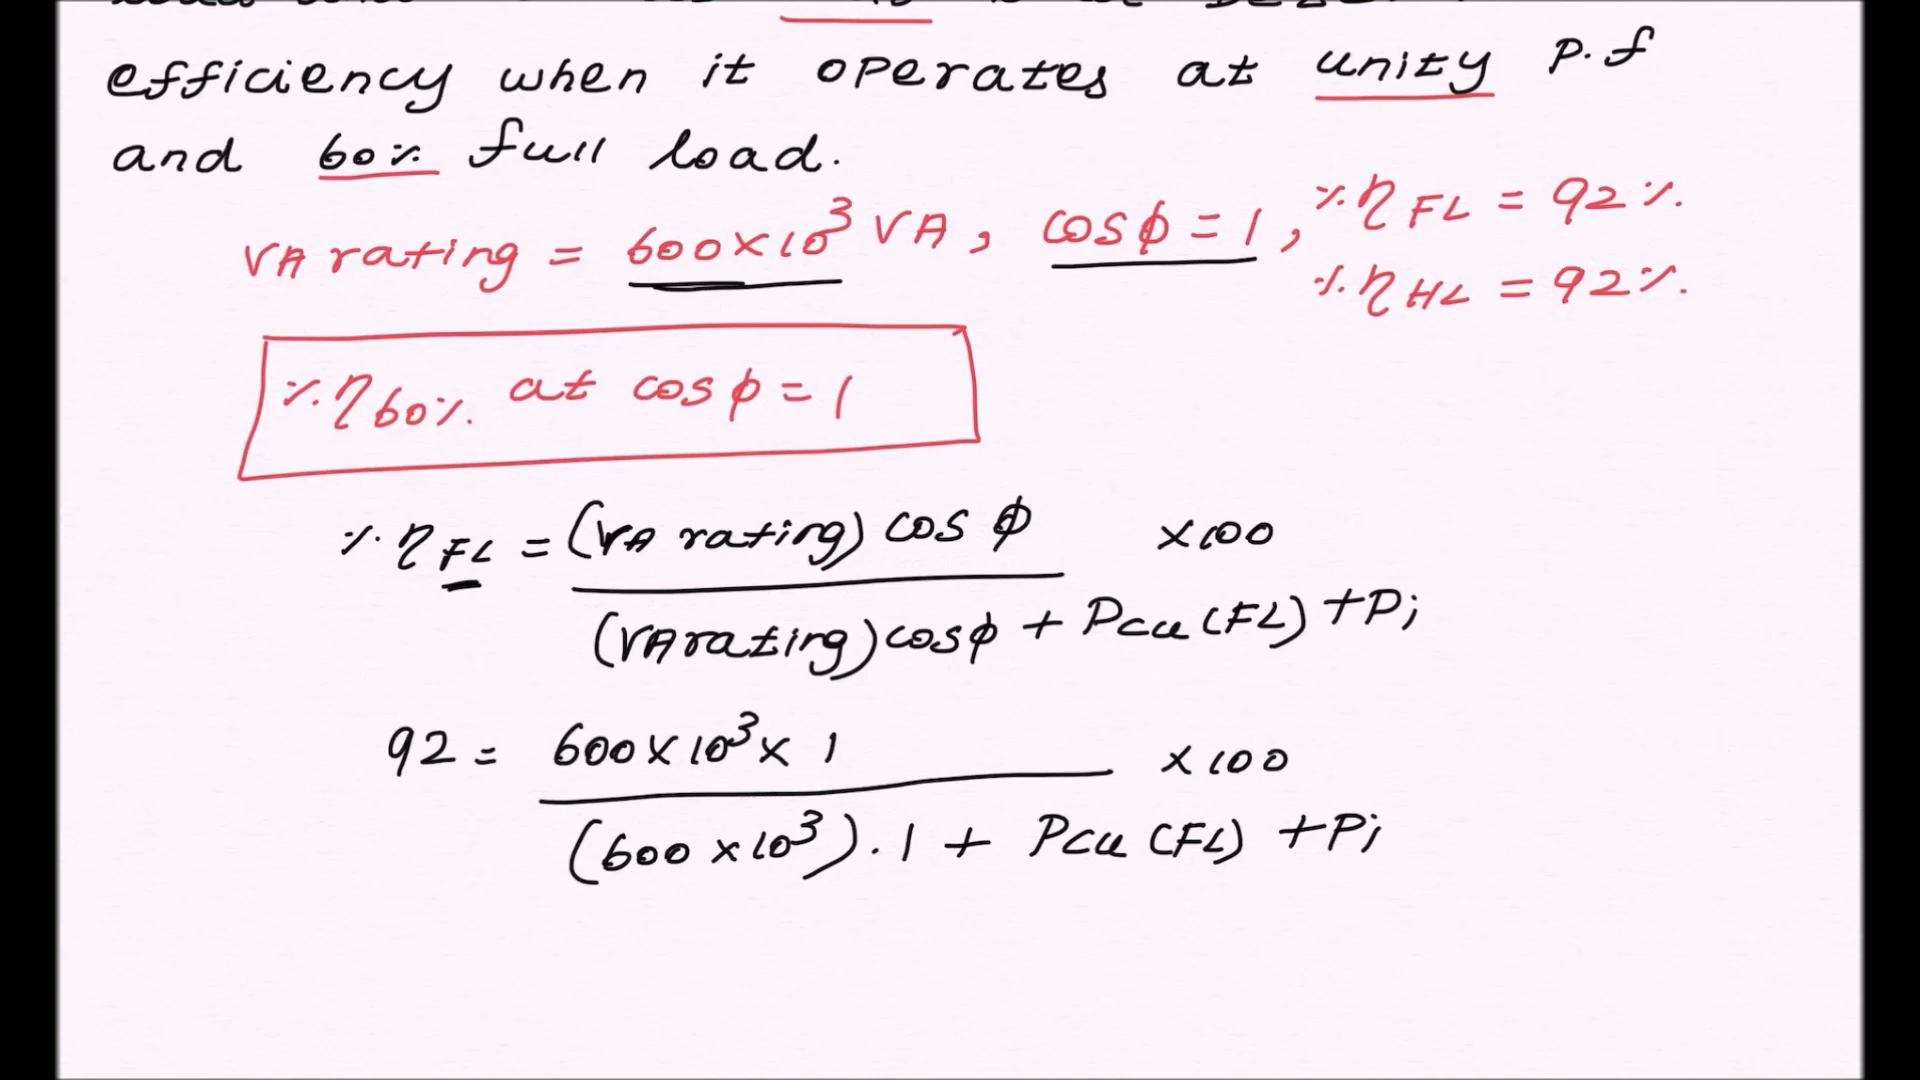 efficiency when it operates at unity P.f
and 60% full load.
VA rating = 600×10³ VA, cosϕ = 1, %η FL = 92%.
%η HL = 92%.
%η 60% at cosϕ = 1
%η FL = (VA rating) cos ϕ ×100
(VA rating) cosϕ + Pcu (FL) + Pi
92 = 600×10³× 1 ×100
(600×10³).1 + Pcu (FL) + Pi